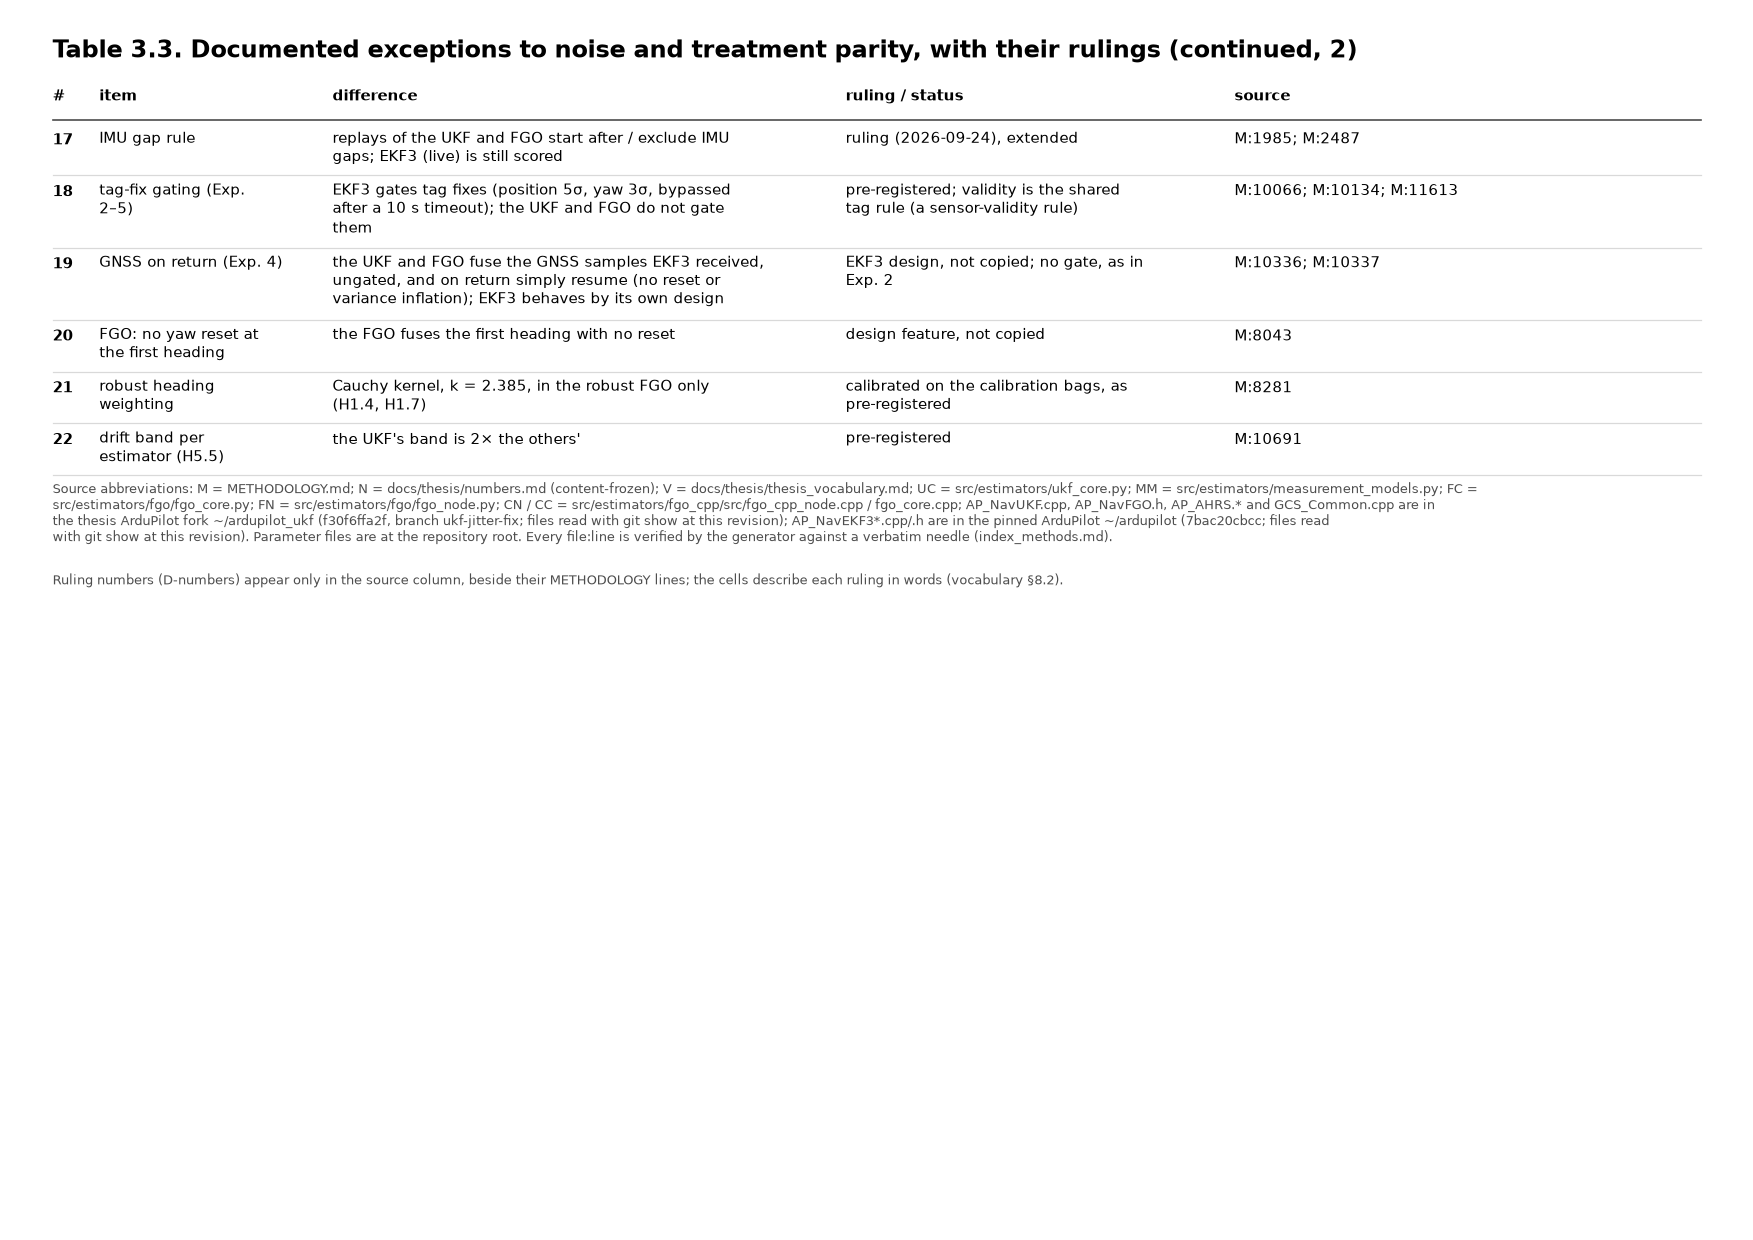 Table 3.3. Documented exceptions to noise and treatment parity, with their rulings (continued, 2)
# item difference ruling / status source
17 IMU gap rule replays of the UKF and FGO start after / exclude IMU ruling (2026-09-24), extended M:1985; M:2487
gaps; EKF3 (live) is still scored
18 tag-fix gating (Exp. EKF3 gates tag fixes (position 5σ, yaw 3σ, bypassed pre-registered; validity is the shared M:10066; M:10134; M:11613
2–5) after a 10 s timeout); the UKF and FGO do not gate tag rule (a sensor-validity rule)
them
19 GNSS on return (Exp. 4) the UKF and FGO fuse the GNSS samples EKF3 received, EKF3 design, not copied; no gate, as in M:10336; M:10337
ungated, and on return simply resume (no reset or Exp. 2
variance inflation); EKF3 behaves by its own design
20 FGO: no yaw reset at the FGO fuses the first heading with no reset design feature, not copied M:8043
the first heading
21 robust heading Cauchy kernel, k = 2.385, in the robust FGO only calibrated on the calibration bags, as M:8281
weighting (H1.4, H1.7) pre-registered
22 drift band per the UKF's band is 2× the others' pre-registered M:10691
estimator (H5.5)
Source abbreviations: M = METHODOLOGY.md; N = docs/thesis/numbers.md (content-frozen); V = docs/thesis/thesis_vocabulary.md; UC = src/estimators/ukf_core.py; MM = src/estimators/measurement_models.py; FC =
src/estimators/fgo/fgo_core.py; FN = src/estimators/fgo/fgo_node.py; CN / CC = src/estimators/fgo_cpp/src/fgo_cpp_node.cpp / fgo_core.cpp; AP_NavUKF.cpp, AP_NavFGO.h, AP_AHRS.* and GCS_Common.cpp are in
the thesis ArduPilot fork ~/ardupilot_ukf (f30f6ffa2f, branch ukf-jitter-fix; files read with git show at this revision); AP_NavEKF3*.cpp/.h are in the pinned ArduPilot ~/ardupilot (7bac20cbcc; files read
with git show at this revision). Parameter files are at the repository root. Every file:line is verified by the generator against a verbatim needle (index_methods.md).
Ruling numbers (D-numbers) appear only in the source column, beside their METHODOLOGY lines; the cells describe each ruling in words (vocabulary §8.2).